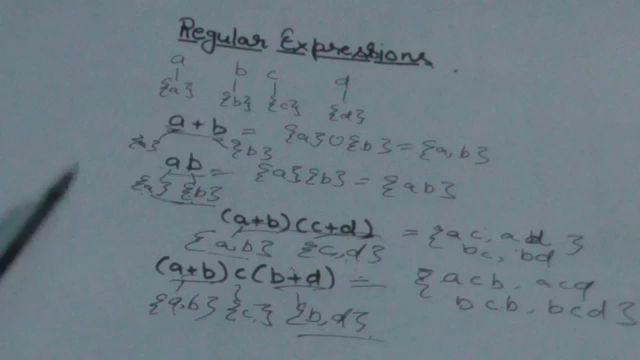 Regular Expressions.
a b c d
{a} {b} {c} {d}
a + b = {a} ∪ {b} = {a, b}
{a} {b}
ab = {a}{b} = {ab}
{a} {b}
(a+b)(c+d) = {ac, ad
{a,b} {c,d} bc, bd }
(a+b)c(b+d) = {acb, acd
{a,b} {c} {b,d} bcb, bcd}